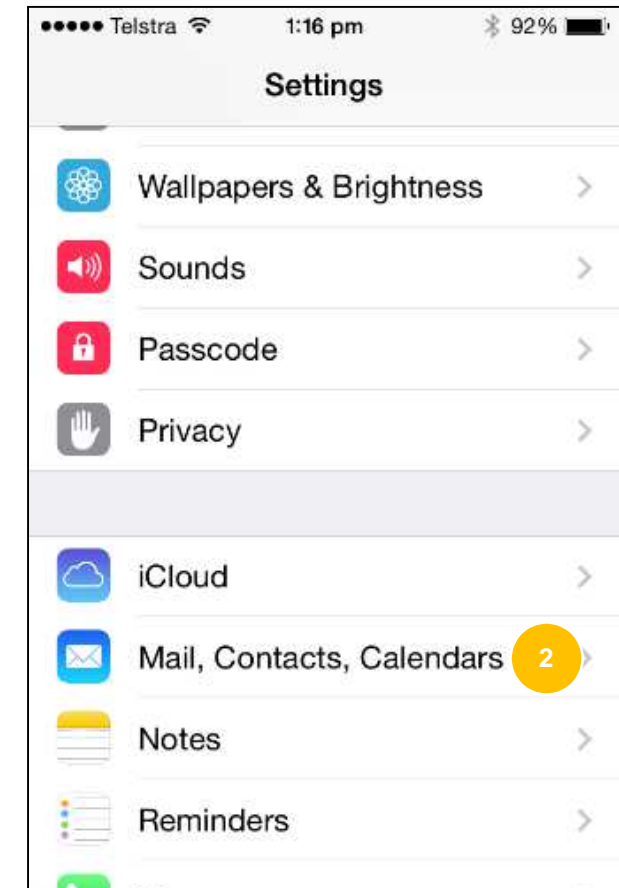 Telstra 1:16 pm 92%
Settings
Wallpapers & Brightness
Sounds
Passcode
Privacy
iCloud
Mail, Contacts, Calendars 2
Notes
Reminders